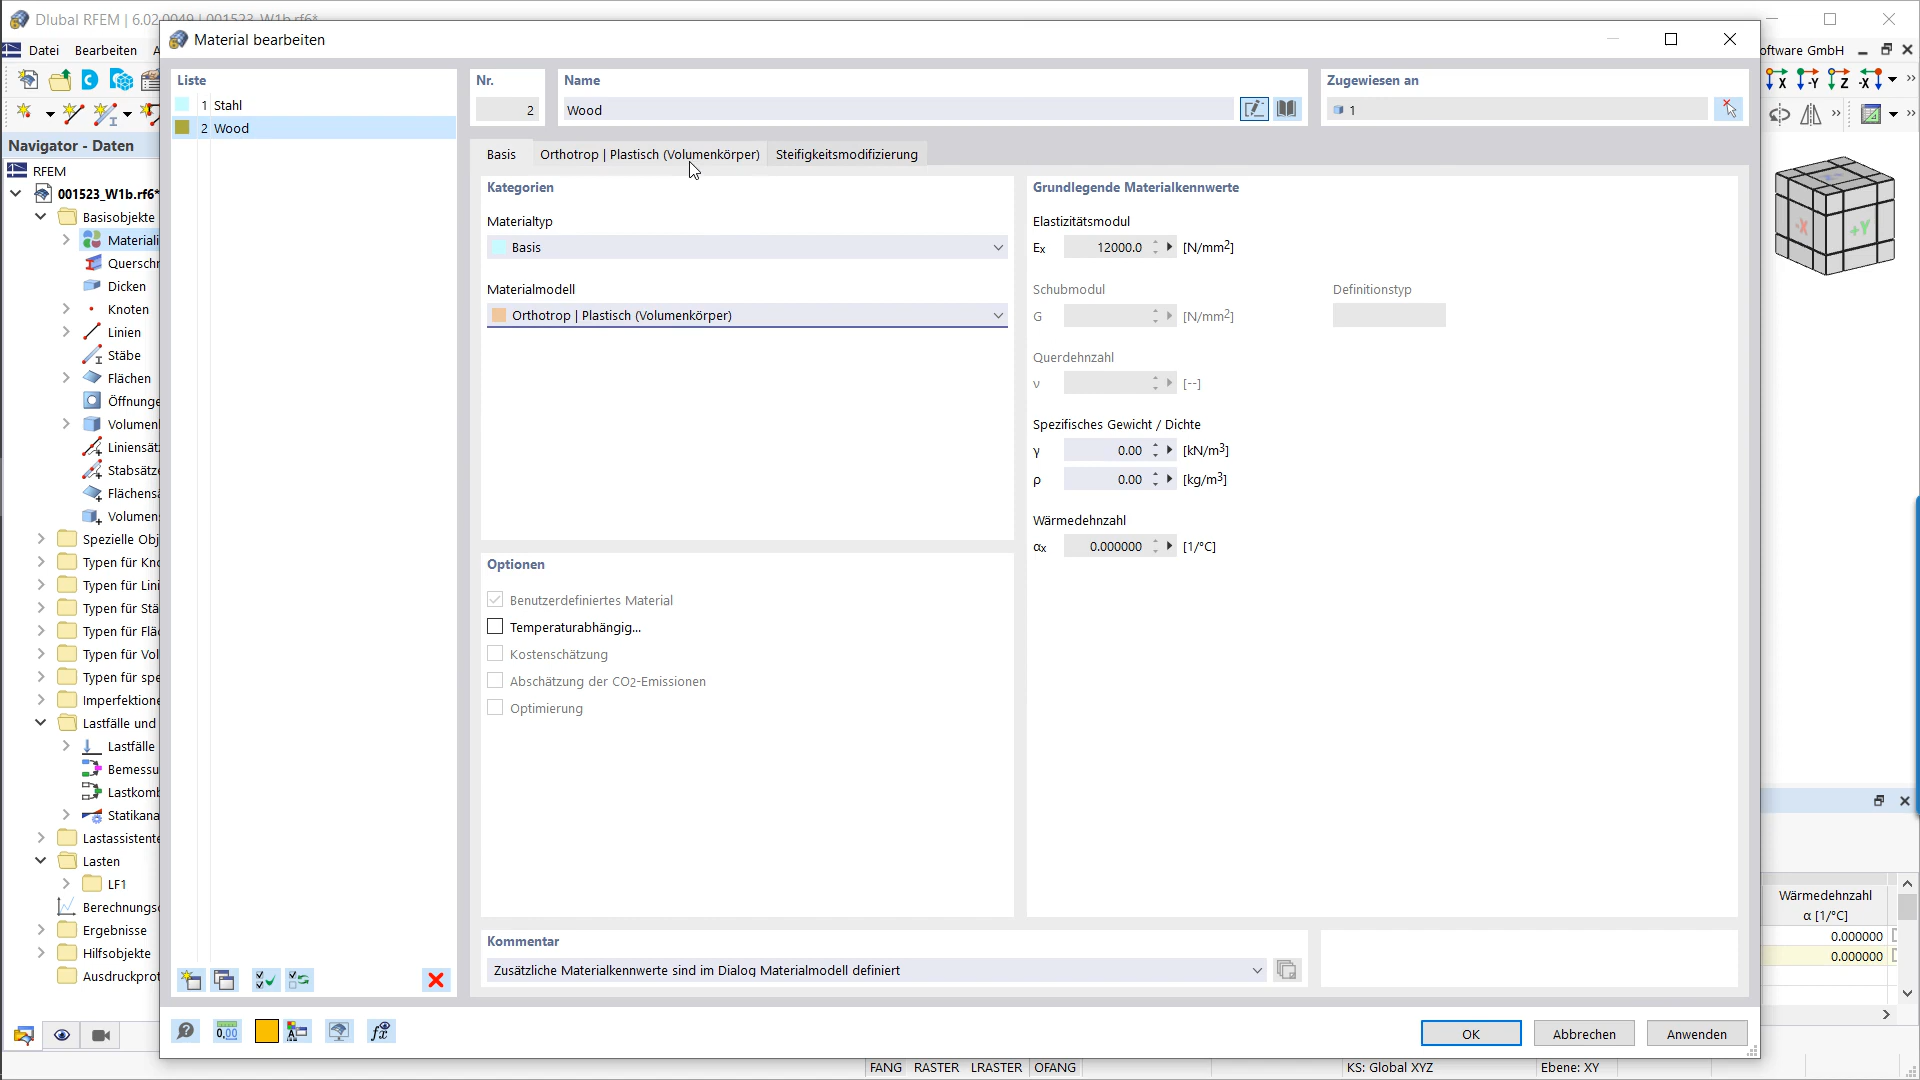 Dlubal RFEM | 6.02.0049 | 001523_W1b.rf6*
Material bearbeiten
Datei Bearbeiten
oftware GmbH
Navigator - Daten
RFEM
001523_W1b.rf6*
Basisobjekte
Materiali
Querschn
Dicken
Knoten
Linien
Stäbe
Flächen
Öffnunge
Volumenl
Liniensät
Stabsätze
Flächensä
Volumens
Spezielle Obj
Typen für Kno
Typen für Lini
Typen für Stä
Typen für Flä
Typen für Vol
Typen für spe
Imperfektione
Lastfälle und
Lastfälle
Bemessu
Lastkomb
Statikana
Lastassistente
Lasten
LF1
Berechnungsd
Ergebnisse
Hilfsobjekte
Ausdruckprot
Liste
1 Stahl
2 Wood
Nr.
2
Name
Wood
Zugewiesen an
1
Basis
Orthotrop | Plastisch (Volumenkörper)
Steifigkeitsmodifizierung
Kategorien
Materialtyp
Basis
Materialmodell
Orthotrop | Plastisch (Volumenkörper)
Optionen
Benutzerdefiniertes Material
Temperaturabhängig...
Kostenschätzung
Abschätzung der CO2-Emissionen
Optimierung
Grundlegende Materialkennwerte
Elastizitätsmodul
Ex 12000.0 [N/mm²]
Schubmodul Definitionstyp
G [N/mm²]
Querdehnzahl
ν [--]
Spezifisches Gewicht / Dichte
γ 0.00 [kN/m³]
ρ 0.00 [kg/m³]
Wärmedehnzahl
αx 0.000000 [1/°C]
Kommentar
Zusätzliche Materialkennwerte sind im Dialog Materialmodell definiert
OK
Abbrechen
Anwenden
-X
+Y
X
-Y
Z
-X
Wärmedehnzahl
α [1/°C]
0.000000
0.000000
0,00
FANG RASTER LRASTER OFANG
KS: Global XYZ
Ebene: XY